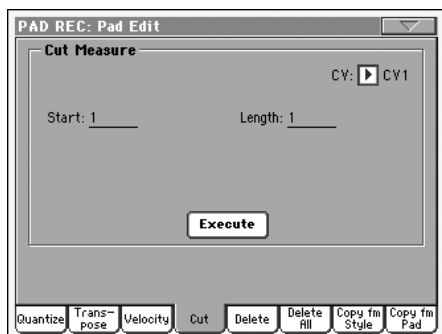 PAD REC: Pad Edit
Cut Measure
CV: CV1
Start: 1 Length: 1
Execute
Quantize Trans- pose Velocity Cut Delete Delete All Copy fm Style Copy fm Pad